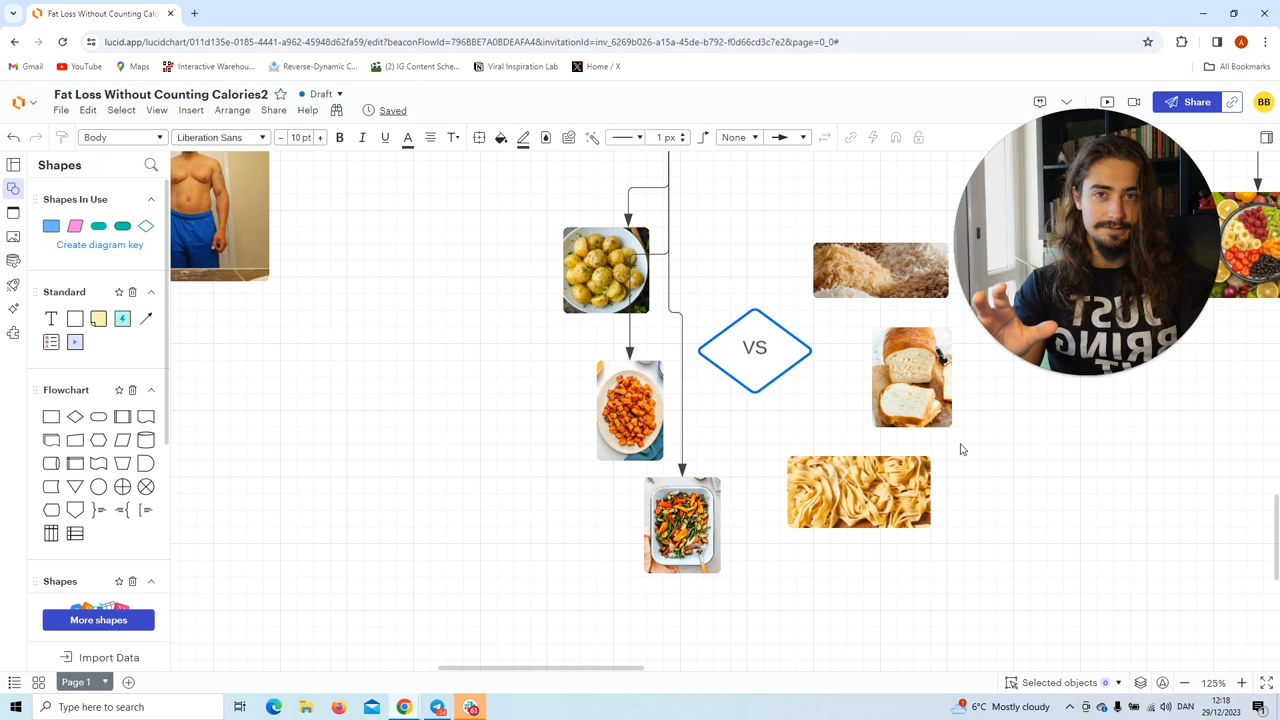 Fat Loss Without Counting Calc
lucid.app/lucidchart/011d135e-0185-4441-a962-45948d62fa59/edit?beaconFlowId=796BBE7A0BDEAFA4&invitationId=inv_6269b026-a15a-45de-b792-f0d66cd3c7e2&page=0_0#
Gmail YouTube Maps Interactive Warehou... Reverse-Dynamic C... (2) IG Content Sche... Viral Inspiration Lab Home / X All Bookmarks
Fat Loss Without Counting Calories2 Draft
File Edit Select View Insert Arrange Share Help Saved Share BB
Body Liberation Sans 10 pt B I U A T 1 px None
Shapes
Shapes In Use
Create diagram key
Standard
T
Flowchart
VS
JUST
BRING
Shapes
More shapes
Import Data
Page 1 Selected objects 0 125%
Type here to search 6°C Mostly cloudy DAN 12:18
29/12/2023